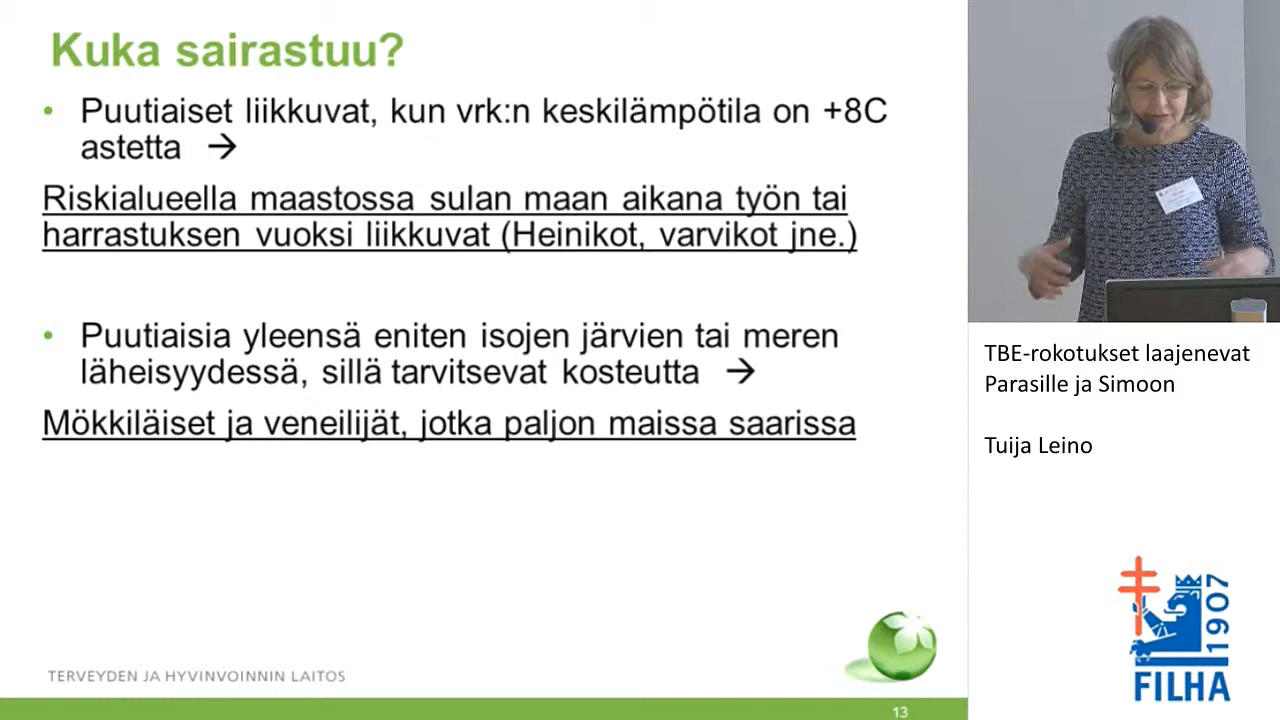 Kuka sairastuu?
• Puutiaiset liikkuvat, kun vrk:n keskilämpötila on +8C
astetta →
Riskialueella maastossa sulan maan aikana työn tai
harrastuksen vuoksi liikkuvat (Heinikot, varvikot jne.)
• Puutiaisia yleensä eniten isojen järvien tai meren
läheisyydessä, sillä tarvitsevat kosteutta →
Mökkiläiset ja veneilijät, jotka paljon maissa saarissa
TERVEYDEN JA HYVINVOINNIN LAITOS
13
TBE-rokotukset laajenevat
Parasille ja Simoon
Tuija Leino
1907
FILHA